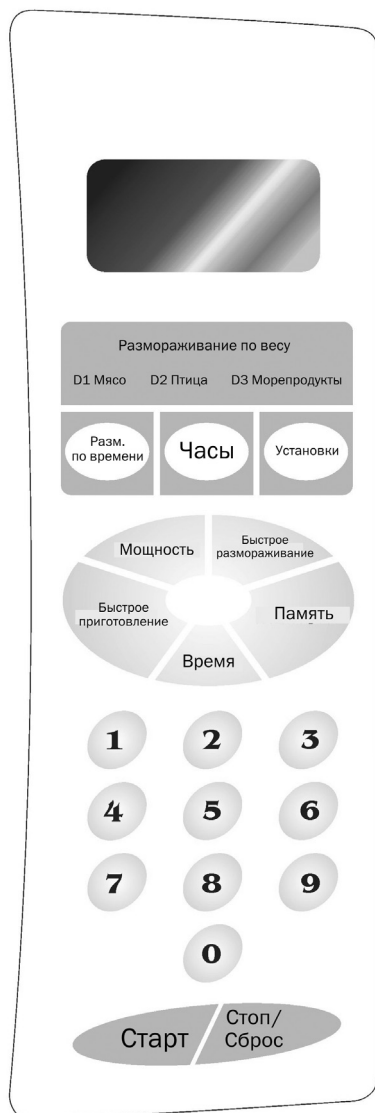 Размораживание по весу
D1 Мясо D2 Птица D3 Морепродукты
Разм.
по времени
Часы
Установки
Мощность
Быстрое
размораживание
Быстрое
приготовление
Память
Время
1 2 3
4 5 6
7 8 9
0
Старт
Стоп/
Сброс